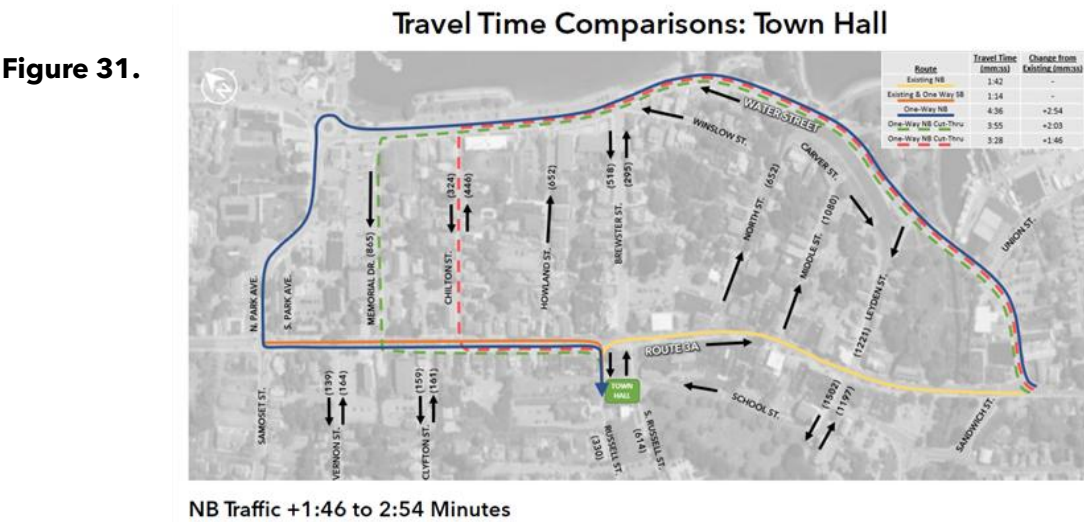 Travel Time Comparisons: Town Hall
Figure 31.
Route Travel Time (mm:ss) Change from Existing (mm:ss)
Existing NB 1:42 -
Existing & One Way SB 1:14 -
One-Way NB 4:36 +2:54
One-Way NB Cut-Thru 3:55 +2:03
One-Way NB Cut-Thru 3:28 +1:46
N
WATER STREET
WINSLOW ST.
CARVER ST.
UNION ST.
(518)
(295)
BREWSTER ST.
(324)
(446)
CHILTON ST.
HOWLAND ST. (652)
NORTH ST. (652)
MIDDLE ST. (1080)
(1221) LEYDEN ST.
MEMORIAL DR. (865)
N. PARK AVE.
S. PARK AVE.
ROUTE 3A
TOWN
HALL
SCHOOL ST.
SANDWICH ST.
(1502)
(1197)
SAMOSET ST.
(139)
(164)
VERNON ST.
(159)
(161)
CLYFTON ST.
RUSSELL ST.
(330)
S. RUSSELL ST.
(614)
NB Traffic +1:46 to 2:54 Minutes